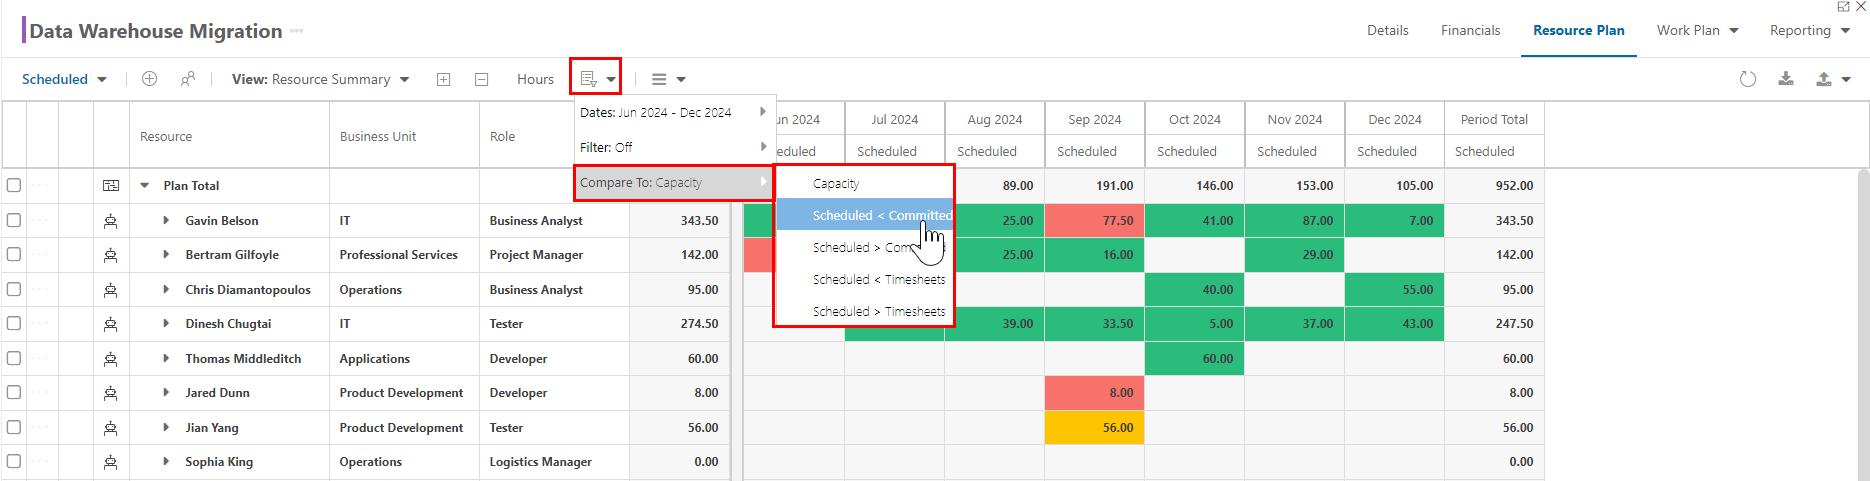 Data Warehouse Migration
Details Financials Resource Plan Work Plan Reporting
Scheduled View: Resource Summary Hours
Dates: Jun 2024 - Dec 2024
Filter: Off
Compare To: Capacity
Capacity
Scheduled < Committed
Scheduled >
Scheduled < Timesheets
Scheduled > Timesheets
Resource Business Unit Role 2024 Jul 2024 Aug 2024 Sep 2024 Oct 2024 Nov 2024 Dec 2024 Period Total
Scheduled Scheduled Scheduled Scheduled Scheduled Scheduled Scheduled
Plan Total 89.00 191.00 146.00 153.00 105.00 952.00
Gavin Belson IT Business Analyst 343.50 25.00 77.50 41.00 87.00 7.00 343.50
Bertram Gilfoyle Professional Services Project Manager 142.00 25.00 16.00 29.00 142.00
Chris Diamantopoulos Operations Business Analyst 95.00 40.00 55.00 95.00
Dinesh Chugtai IT Tester 274.50 39.00 33.50 5.00 37.00 43.00 247.50
Thomas Middleditch Applications Developer 60.00 60.00 60.00
Jared Dunn Product Development Developer 8.00 8.00 8.00
Jian Yang Product Development Tester 56.00 56.00 56.00
Sophia King Operations Logistics Manager 0.00 0.00